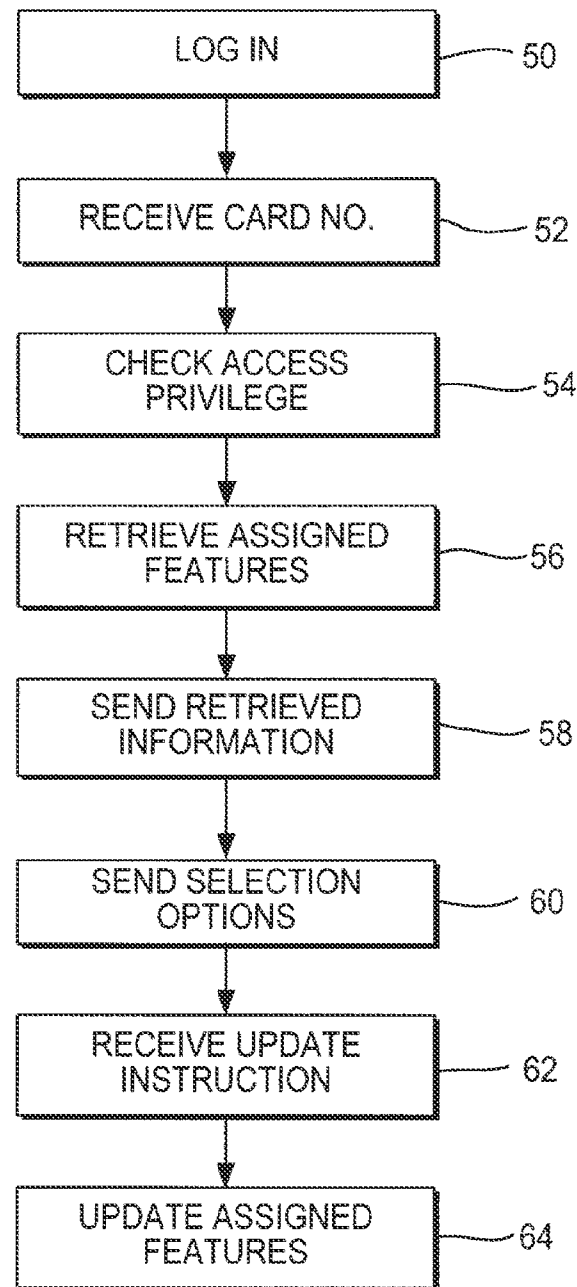 LOG IN
50
RECEIVE CARD NO.
52
CHECK ACCESS
PRIVILEGE
54
RETRIEVE ASSIGNED
FEATURES
56
SEND RETRIEVED
INFORMATION
58
SEND SELECTION
OPTIONS
60
RECEIVE UPDATE
INSTRUCTION
62
UPDATE ASSIGNED
FEATURES
64